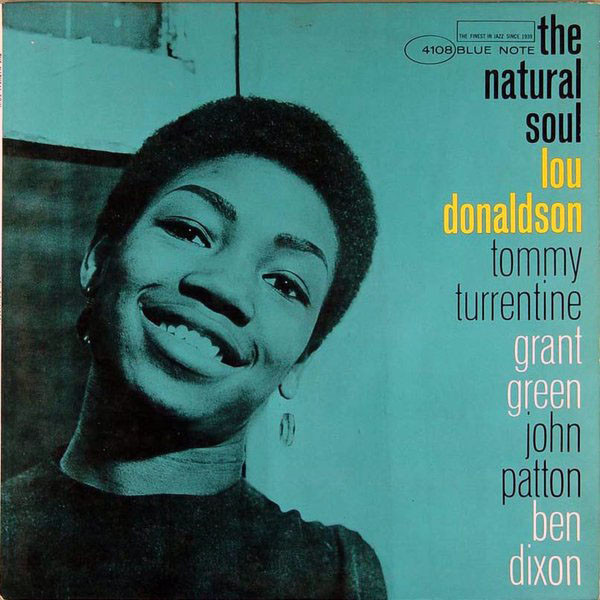 THE FINEST IN JAZZ SINCE 1939
4108 BLUE NOTE
the
natural
soul
lou
donaldson
tommy
turrentine
grant
green
john
patton
ben
dixon